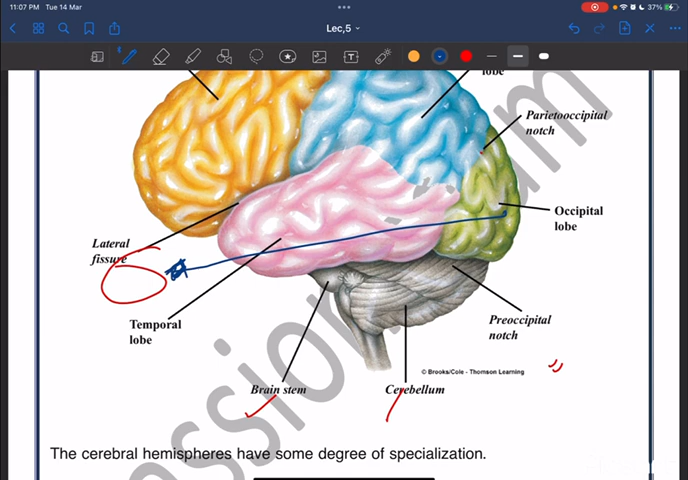 11:07 PM Tue 14 Mar
37%
Lec,5
lobe
Parietooccipital
notch
Occipital
lobe
Lateral
fissure
Temporal
lobe
Preoccipital
notch
© Brooks/Cole - Thomson Learning
Brain stem
Cerebellum
The cerebral hemispheres have some degree of specialization.